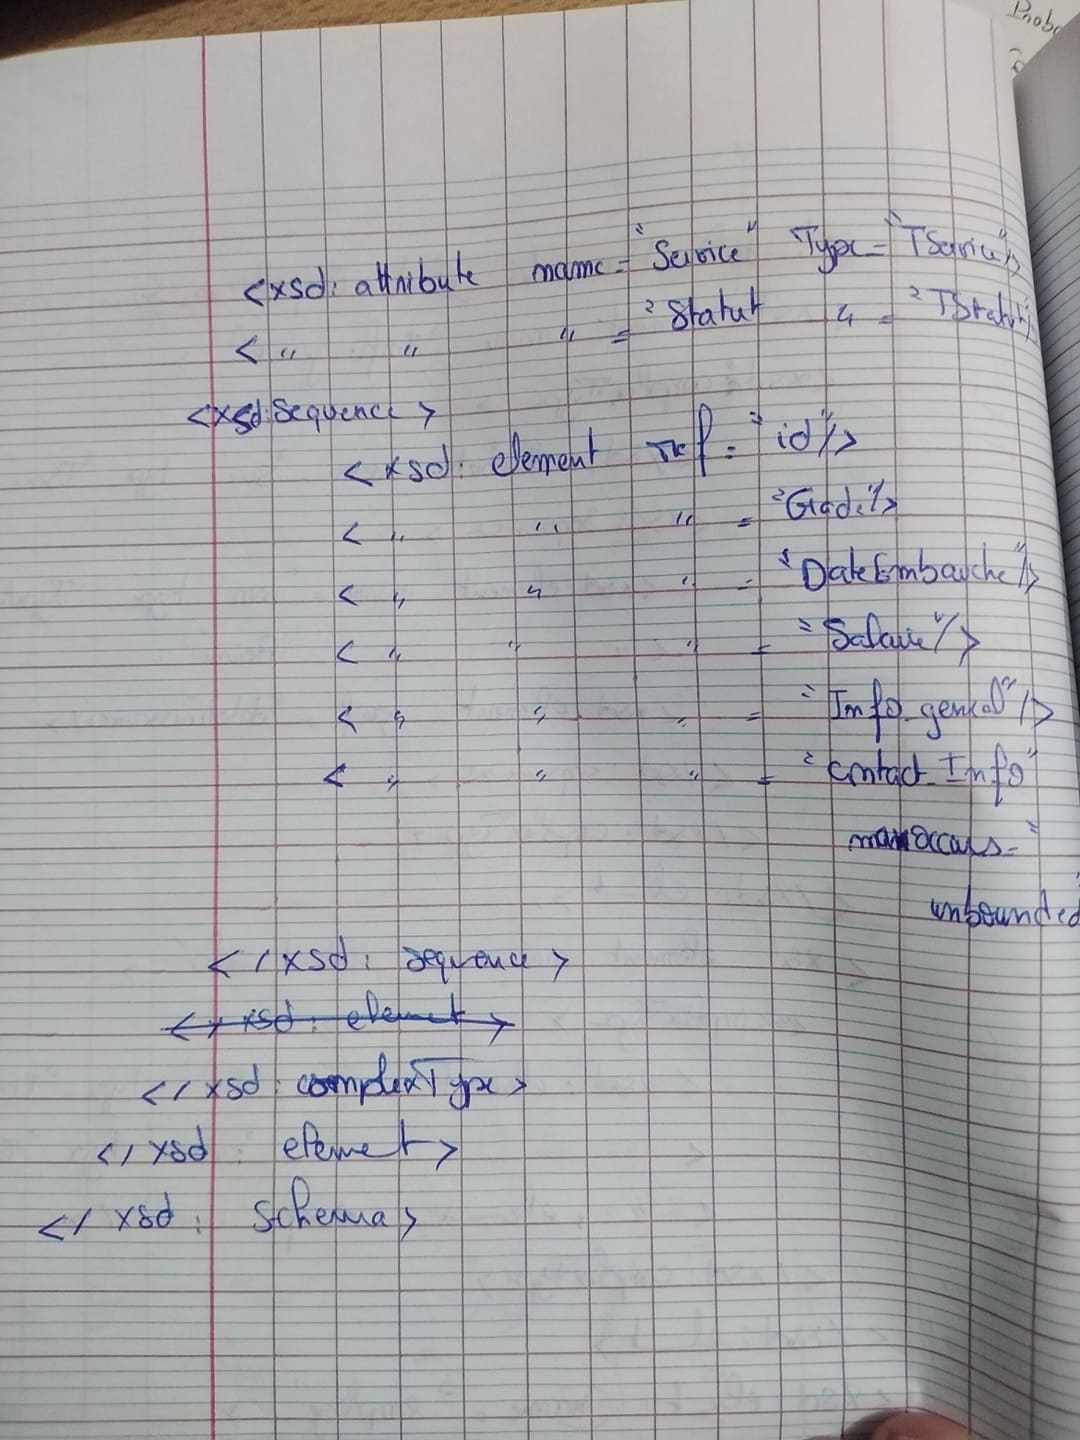 Proba
<xsd: attribute name = "Service" Type = "TService"/>
< " " " = "Statut " = "TStatut"/>
<xsd:Sequence>
<xsd: element ref = "id"/>
< " " " = "Grade"/>
< " " " = "DateEmbauche"/>
< " " " = "Salaire"/>
< " " " = "Info_general"/>
< " " " = "contact_Info"
maxOccurs="
unbounded"
</xsd: sequence>
</xsd: element>
</xsd: complexType>
</xsd : element>
</xsd : Schema>